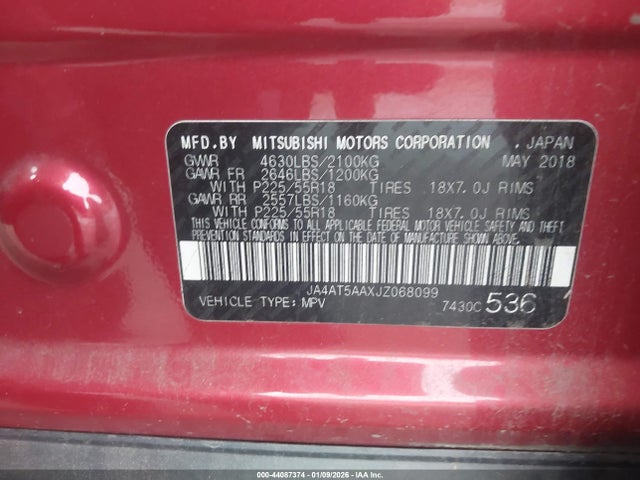 MFD.BY MITSUBISHI MOTORS CORPORATION . JAPAN
GVWR 4630LBS/2100KG MAY 2018
GAWR FR 2646LBS/1200KG
WITH P225/55R18 TIRES 18X7.0J RIMS
GAWR RR 2557LBS/1160KG
WITH P225/55R18 TIRES 18X7.0J RIMS
THIS VEHICLE CONFORMS TO ALL APPLICABLE FEDERAL MOTOR VEHICLE SAFETY AND THEFT
PREVENTION STANDARDS IN EFFECT ON THE DATE OF MANUFACTURE SHOWN ABOVE.
JA4AT5AAXJZ068099
VEHICLE TYPE:MPV 7430C 536
000-44087374 | 01/09/2026 - IAA Inc.